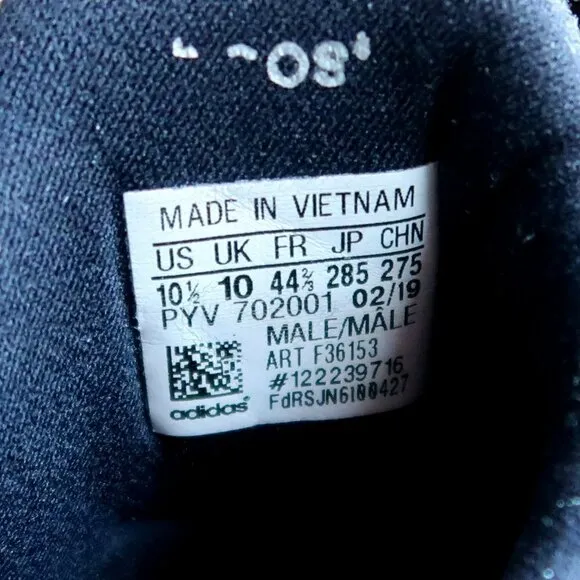 MADE IN VIETNAM
US UK FR JP CHN
10½ 10 44⅔ 285 275
PYV 702001 02/19
MALE/MÂLE
ART F36153
#122239716
FdRSJN6I00427
adidas